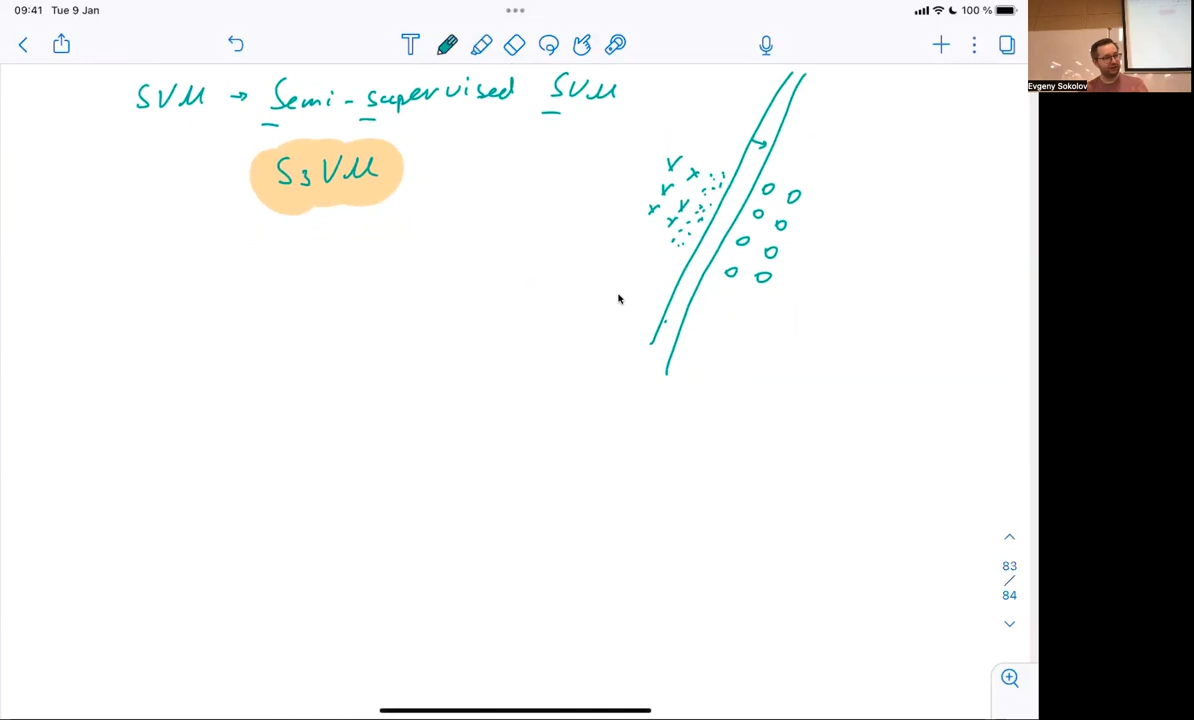 09:41 Tue 9 Jan
100 %
T
Evgeny Sokolov
SVM → Semi-supervised SVM
S3VM
83
/
84